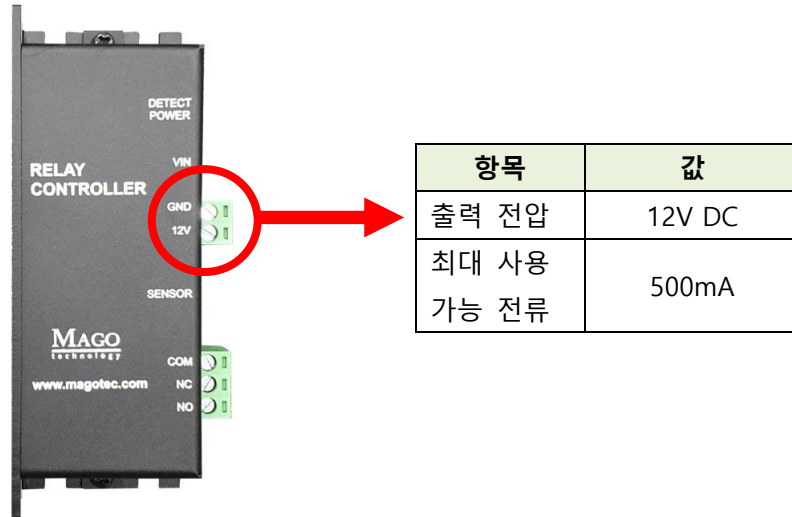 DETECT
POWER
VIN
RELAY
CONTROLLER
GND
12V
SENSOR
MAGO
technology
www.magotec.com
COM
NC
NO
항목 값
출력 전압 12V DC
최대 사용
가능 전류 500mA